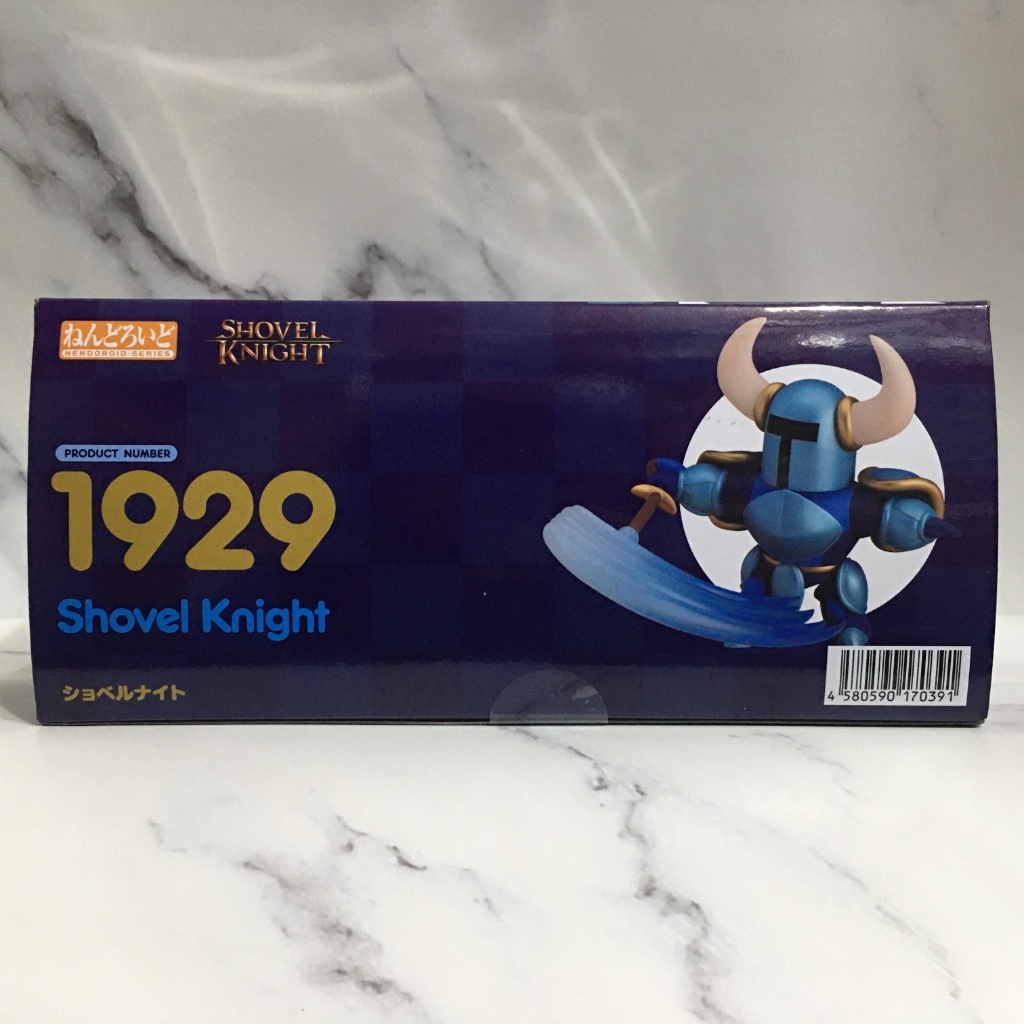 ねんどろいど
NENDOROID-SERIES
SHOVEL
KNIGHT
PRODUCT NUMBER
1929
Shovel Knight
ショベルナイト
4 580590 170391